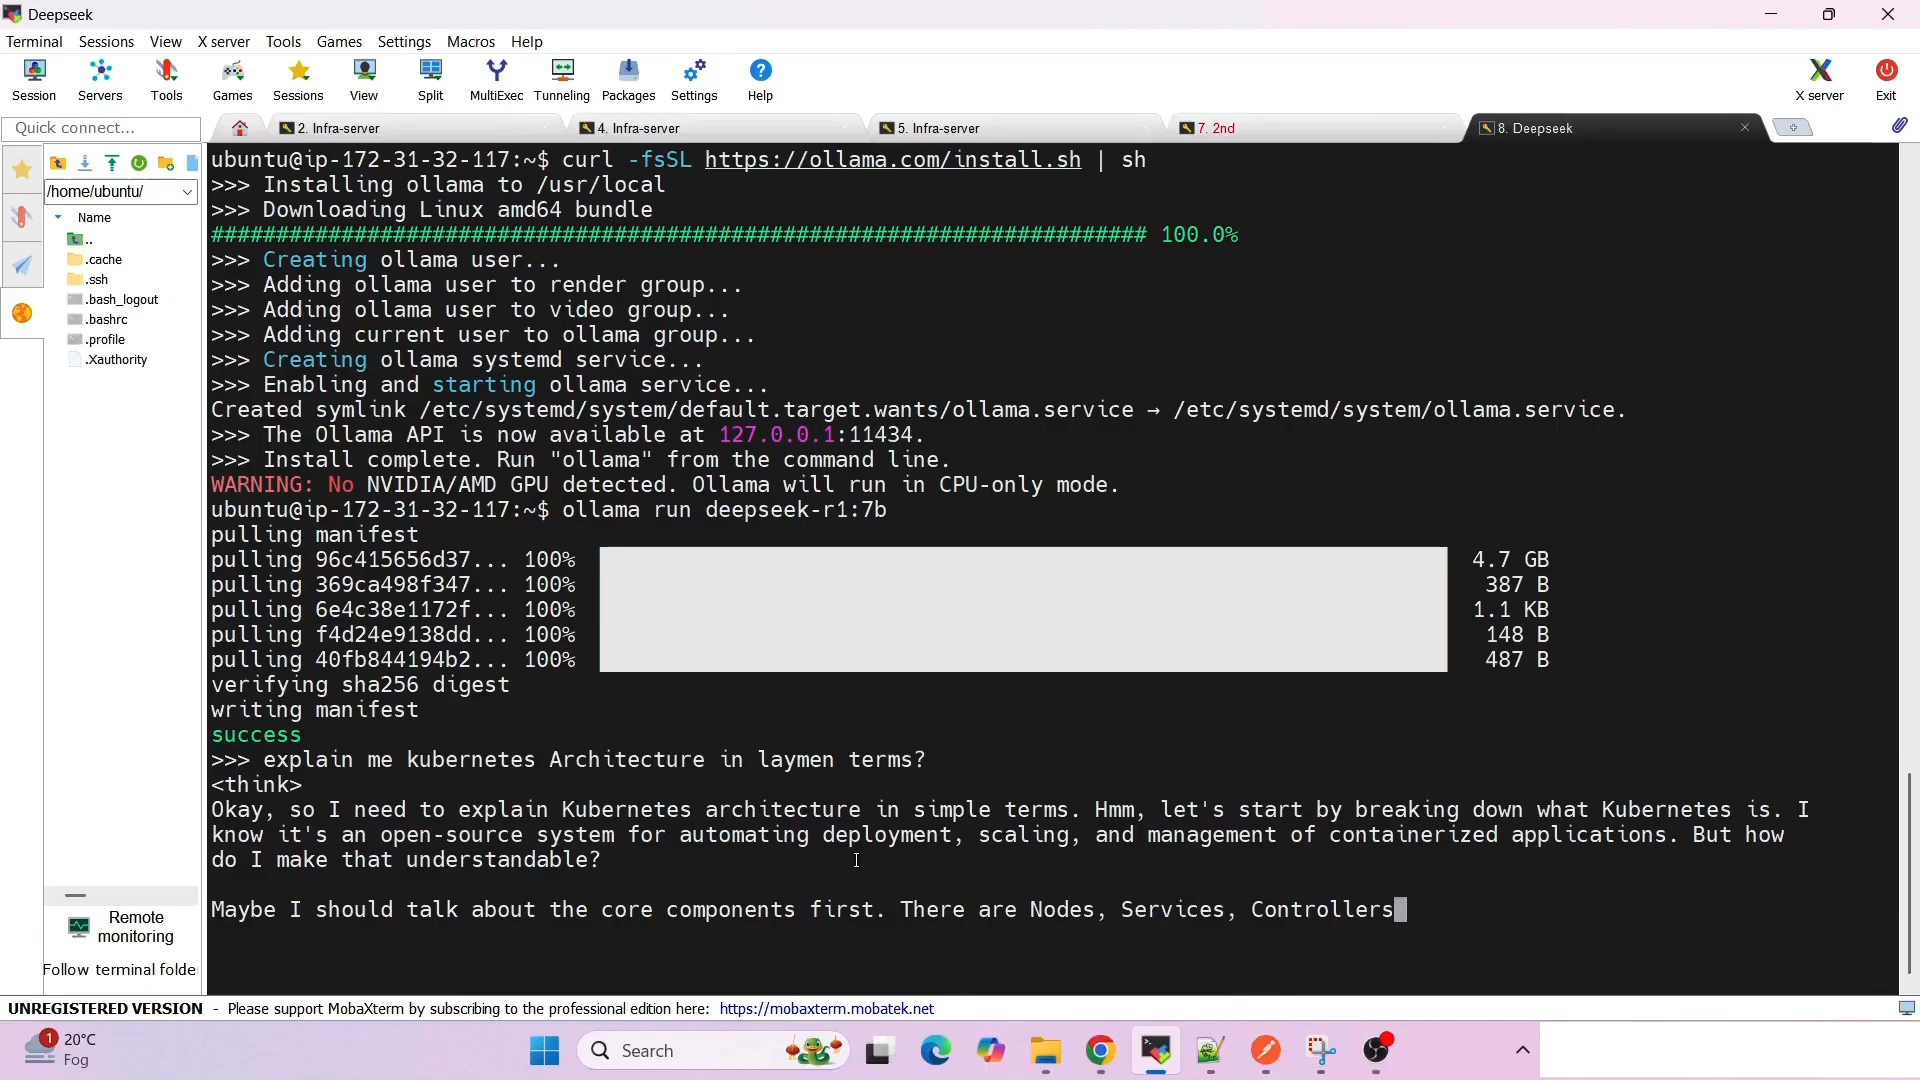 Deepseek
Terminal Sessions View X server Tools Games Settings Macros Help
Session Servers Tools Games Sessions View Split MultiExec Tunneling Packages Settings Help X server Exit
Quick connect... 2. Infra-server 4. Infra-server 5. Infra-server 7. 2nd 8. Deepseek
/home/ubuntu/
Name
..
.cache
.ssh
.bash_logout
.bashrc
.profile
.Xauthority
Remote
monitoring
Follow terminal folde
ubuntu@ip-172-31-32-117:~$ curl -fsSL https://ollama.com/install.sh | sh
>>> Installing ollama to /usr/local
>>> Downloading Linux amd64 bundle
######################################################################## 100.0%
>>> Creating ollama user...
>>> Adding ollama user to render group...
>>> Adding ollama user to video group...
>>> Adding current user to ollama group...
>>> Creating ollama systemd service...
>>> Enabling and starting ollama service...
Created symlink /etc/systemd/system/default.target.wants/ollama.service → /etc/systemd/system/ollama.service.
>>> The Ollama API is now available at 127.0.0.1:11434.
>>> Install complete. Run "ollama" from the command line.
WARNING: No NVIDIA/AMD GPU detected. Ollama will run in CPU-only mode.
ubuntu@ip-172-31-32-117:~$ ollama run deepseek-r1:7b
pulling manifest
pulling 96c415656d37... 100% 4.7 GB
pulling 369ca498f347... 100% 387 B
pulling 6e4c38e1172f... 100% 1.1 KB
pulling f4d24e9138dd... 100% 148 B
pulling 40fb844194b2... 100% 487 B
verifying sha256 digest
writing manifest
success
>>> explain me kubernetes Architecture in laymen terms?
<think>
Okay, so I need to explain Kubernetes architecture in simple terms. Hmm, let's start by breaking down what Kubernetes is. I
know it's an open-source system for automating deployment, scaling, and management of containerized applications. But how
do I make that understandable?
Maybe I should talk about the core components first. There are Nodes, Services, Controllers
UNREGISTERED VERSION - Please support MobaXterm by subscribing to the professional edition here: https://mobaxterm.mobatek.net
1 20°C
Fog
Search